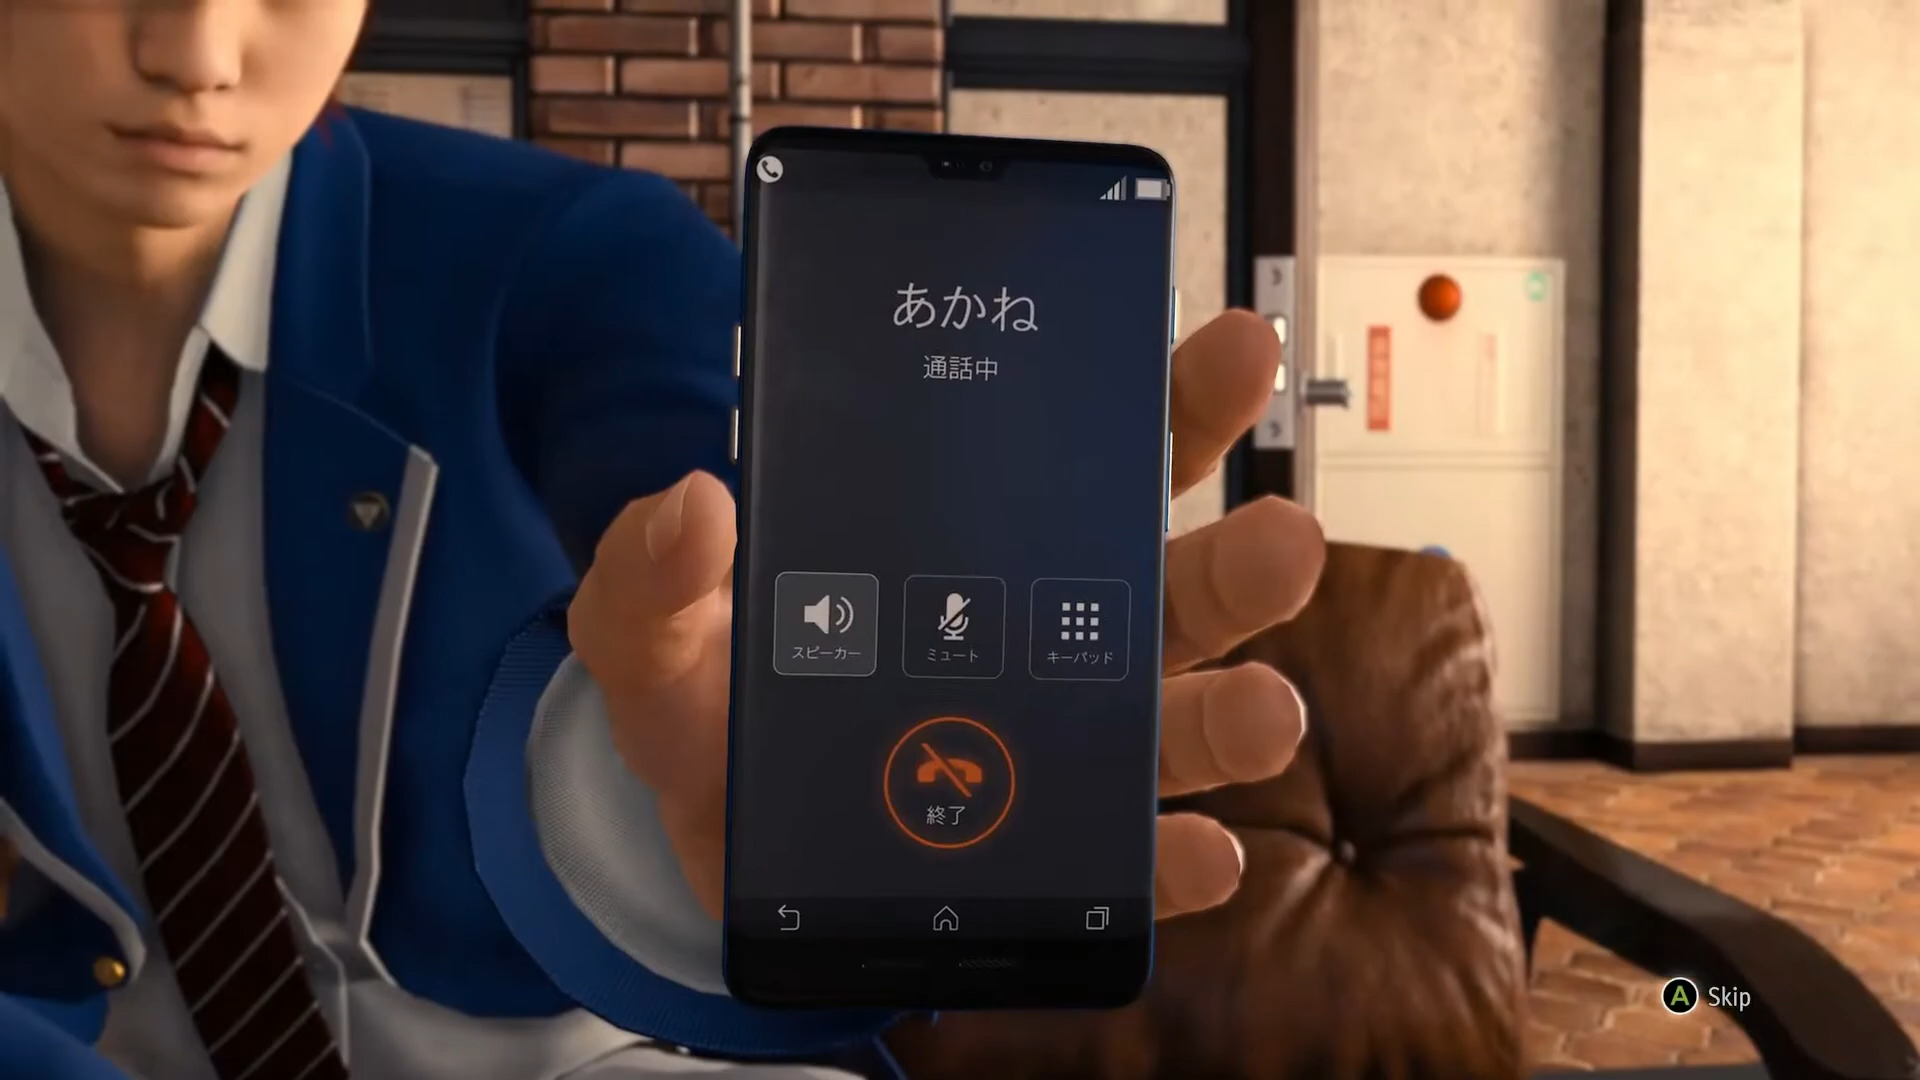 あかね
通話中
スピーカー
ミュート
キーパッド
終了
A Skip